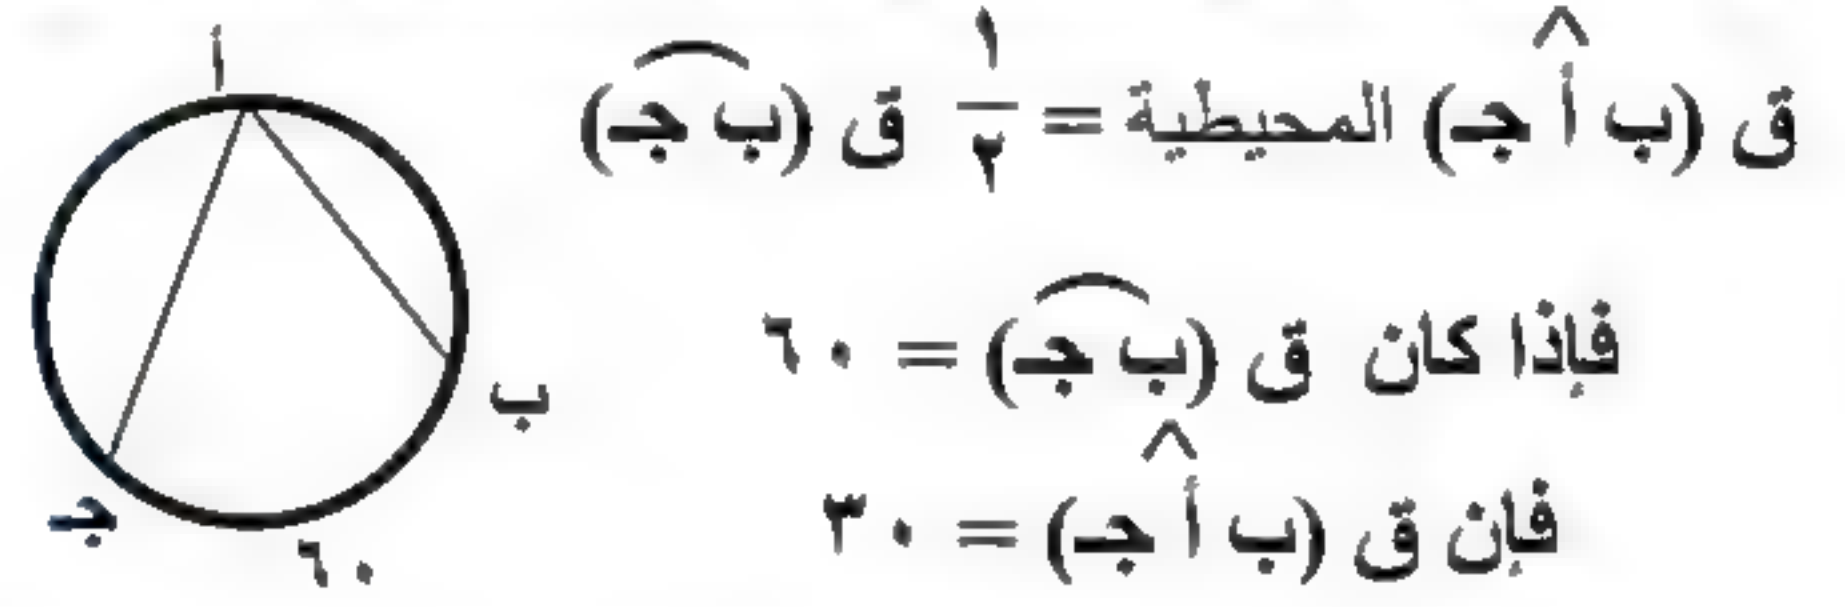 ق (ب أ^ جـ) المحيطية = ١/٢ ق (ب جـ⌒)
فإذا كان ق (ب جـ⌒) = ٦٠
فإن ق (ب أ^ جـ) = ٣٠
أ
ب
جـ
٦٠